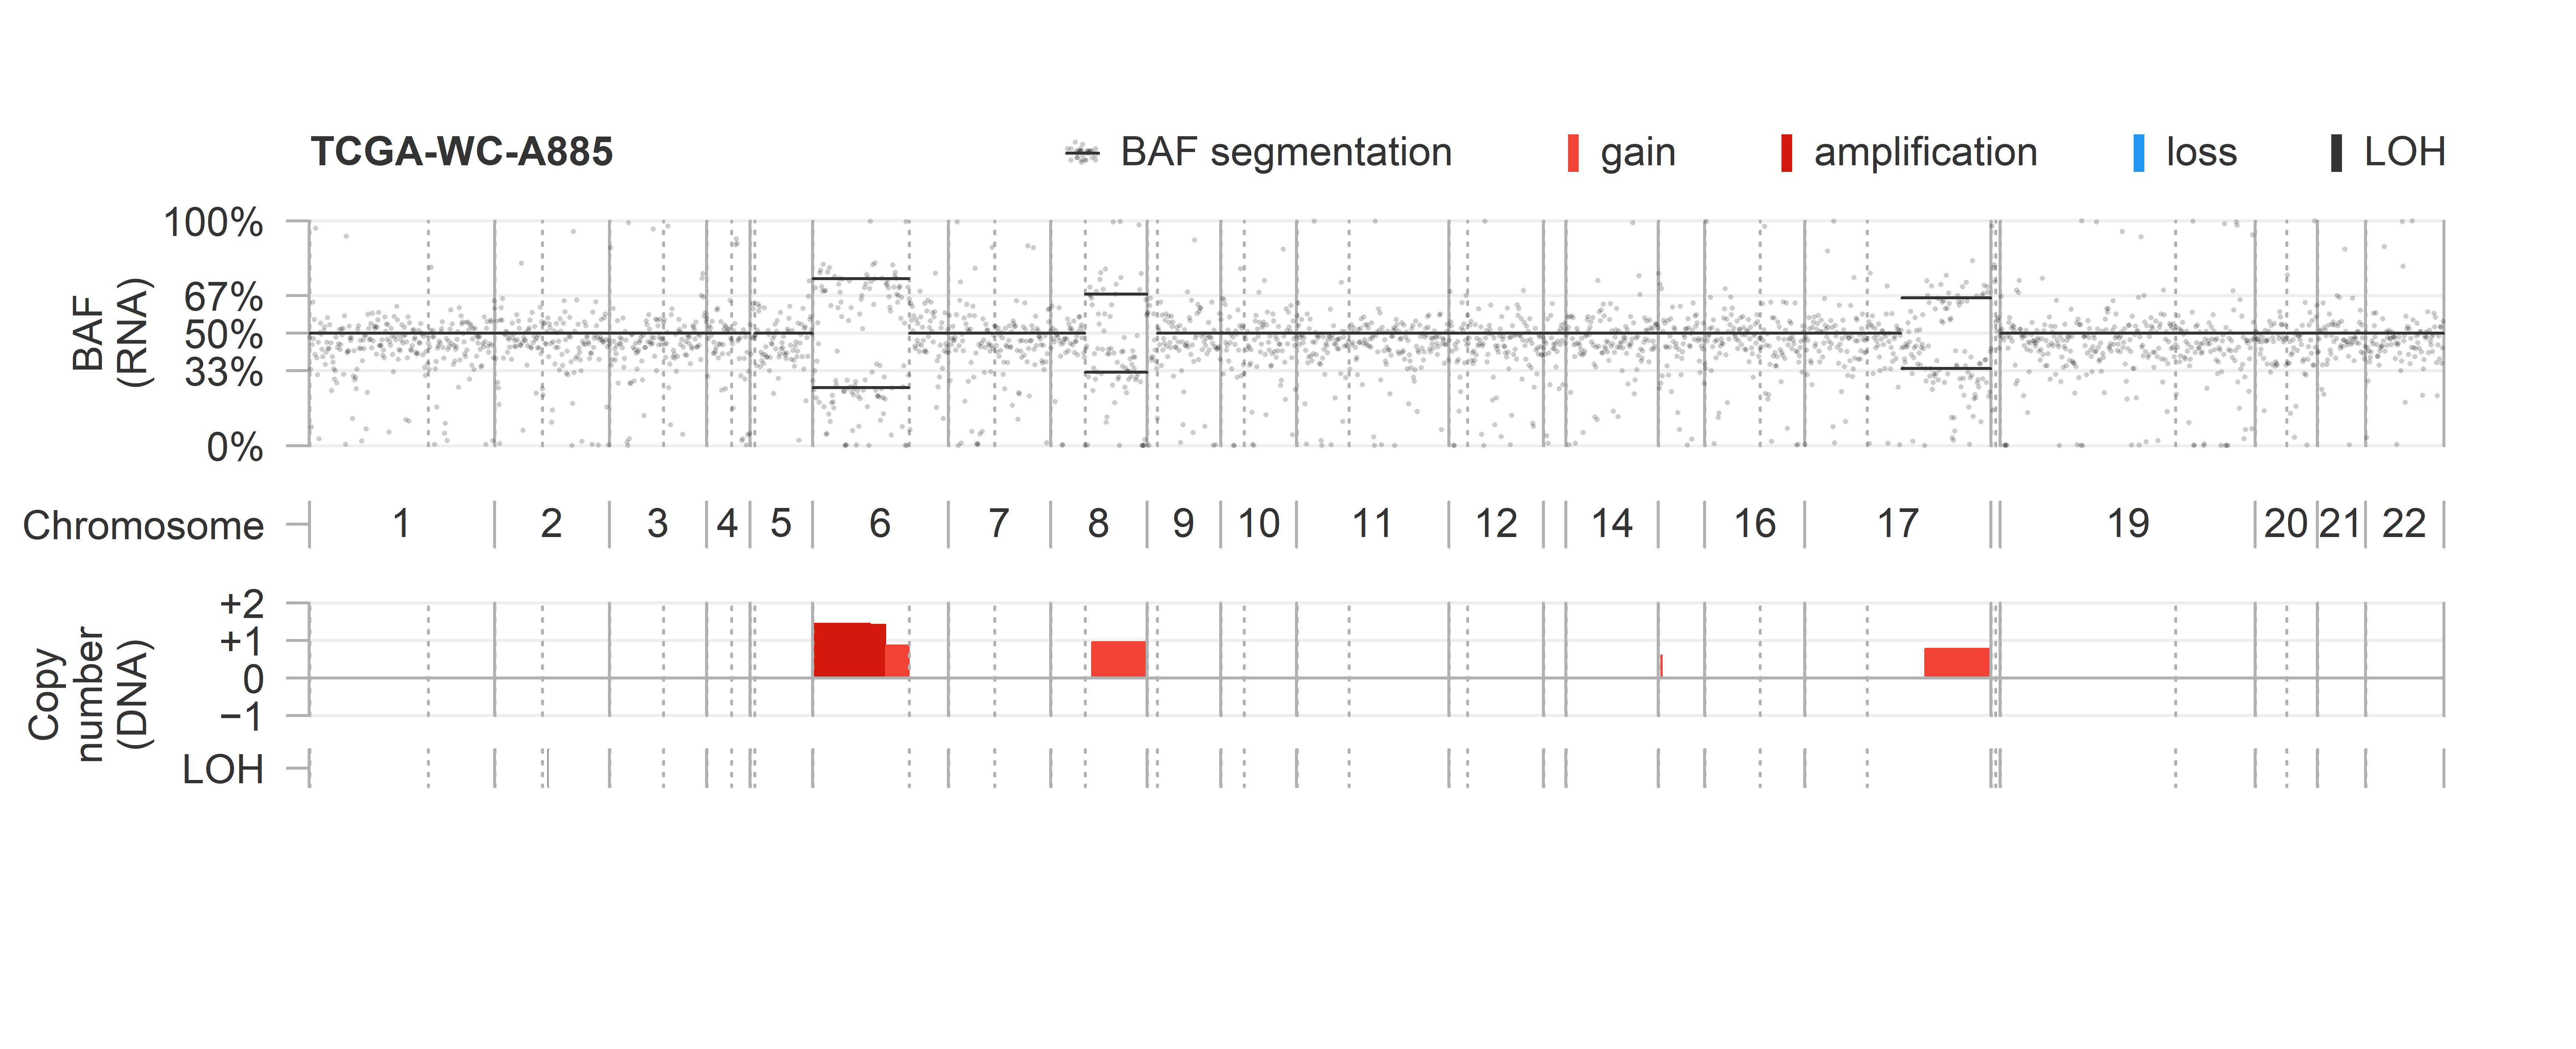 TCGA-WC-A885
BAF segmentation gain amplification loss LOH
BAF
(RNA)
100%
67%
50%
33%
0%
Chromosome 1 2 3 4 5 6 7 8 9 10 11 12 14 16 17 19 20 21 22
Copy
number
(DNA)
+2
+1
0
−1
LOH